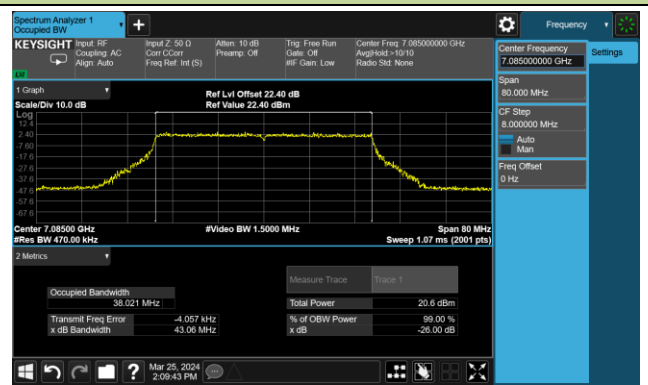 Spectrum Analyzer 1
Occupied BW
Frequency
KEYSIGHT
Input: RF
Coupling: AC
Align: Auto
Input Z: 50 Ω
Corr CCorr
Freq Ref: Int (S)
Atten: 10 dB
Preamp: Off
Trig: Free Run
Gate: Off
#IF Gain: Low
Center Freq: 7.085000000 GHz
Avg|Hold:>10/10
Radio Std: None
Center Frequency
7.085000000 GHz
Settings
Span
80.000 MHz
CF Step
8.000000 MHz
Auto
Man
Freq Offset
0 Hz
1 Graph
Scale/Div 10.0 dB
Ref Lvl Offset 22.40 dB
Ref Value 22.40 dBm
Log
12.4
2.40
-7.60
-17.6
-27.6
-37.6
-47.6
-57.6
-67.6
Center 7.08500 GHz
#Res BW 470.00 kHz
#Video BW 1.5000 MHz
Span 80 MHz
Sweep 1.07 ms (2001 pts)
2 Metrics
Measure Trace
Trace 1
Occupied Bandwidth
38.021 MHz
Total Power
20.6 dBm
Transmit Freq Error
-4.057 kHz
% of OBW Power
99.00 %
x dB Bandwidth
43.06 MHz
x dB
-26.00 dB
Mar 25, 2024
2:09:43 PM